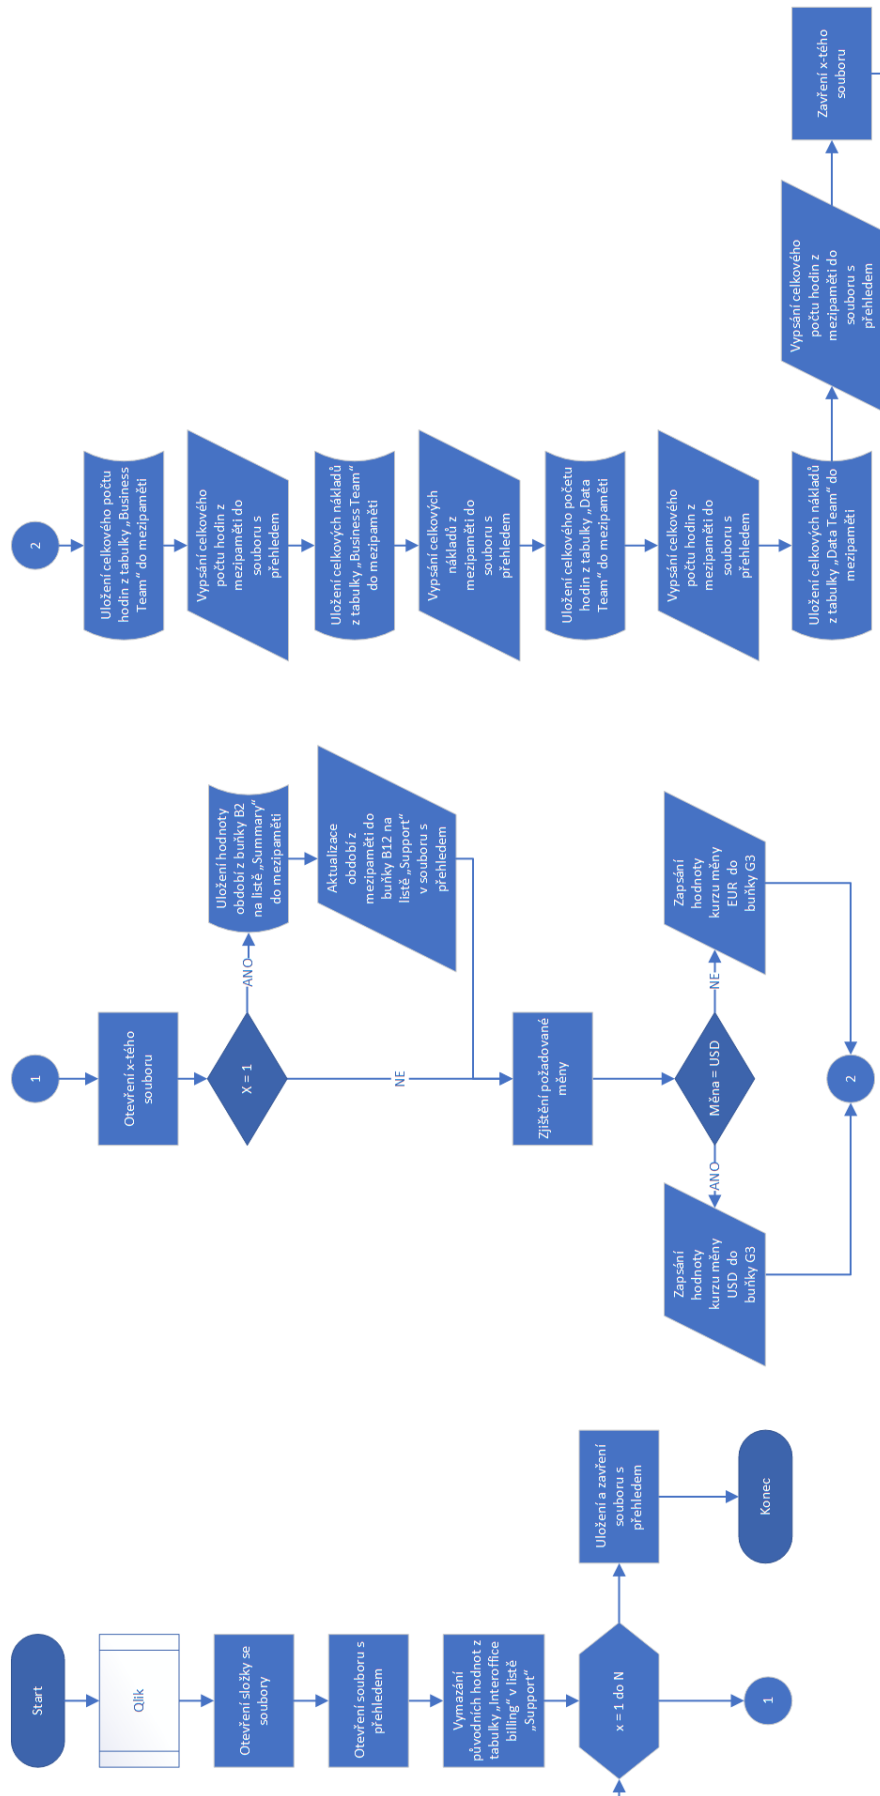 Start
Qlik
Otevření složky se
soubory
Otevření souboru s
přehledem
Vymazání
původních hodnot z
tabulky „Interoffice
billing“ v listě
„Support“
x = 1 do N
1
Uložení a zavření
souboru s
přehledem
Konec
1
Otevření x-tého
souboru
X = 1
ANO
Uložení hodnoty
období z buňky B2
na listě „Summary“
do mezipaměti
Aktualizace
období z
mezipaměti do
buňky B12 na
listě „Support“
v souboru s
přehledem
NE
Zjištění požadované
měny
Měna = USD
ANO
Zapsání
hodnoty
kurzu měny
USD do
buňky G3
NE
Zapsání
hodnoty
kurzu měny
EUR do
buňky G3
2
2
Uložení celkového počtu
hodin z tabulky „Business
Team“ do mezipaměti
Vypsání celkového
počtu hodin z
mezipaměti do
souboru s
přehledem
Uložení celkových nákladů
z tabulky „Business Team“
do mezipaměti
Vypsání celkových
nákladů z
mezipaměti do
souboru s
přehledem
Uložení celkového početu
hodin z tabulky „Data
Team“ do mezipaměti
Vypsání celkového
počtu hodin z
mezipaměti do
souboru s
přehledem
Uložení celkových nákladů
z tabulky „Data Team“ do
mezipaměti
Vypsání celkového
počtu hodin z
mezipaměti do
souboru s
přehledem
Zavření x-tého
souboru